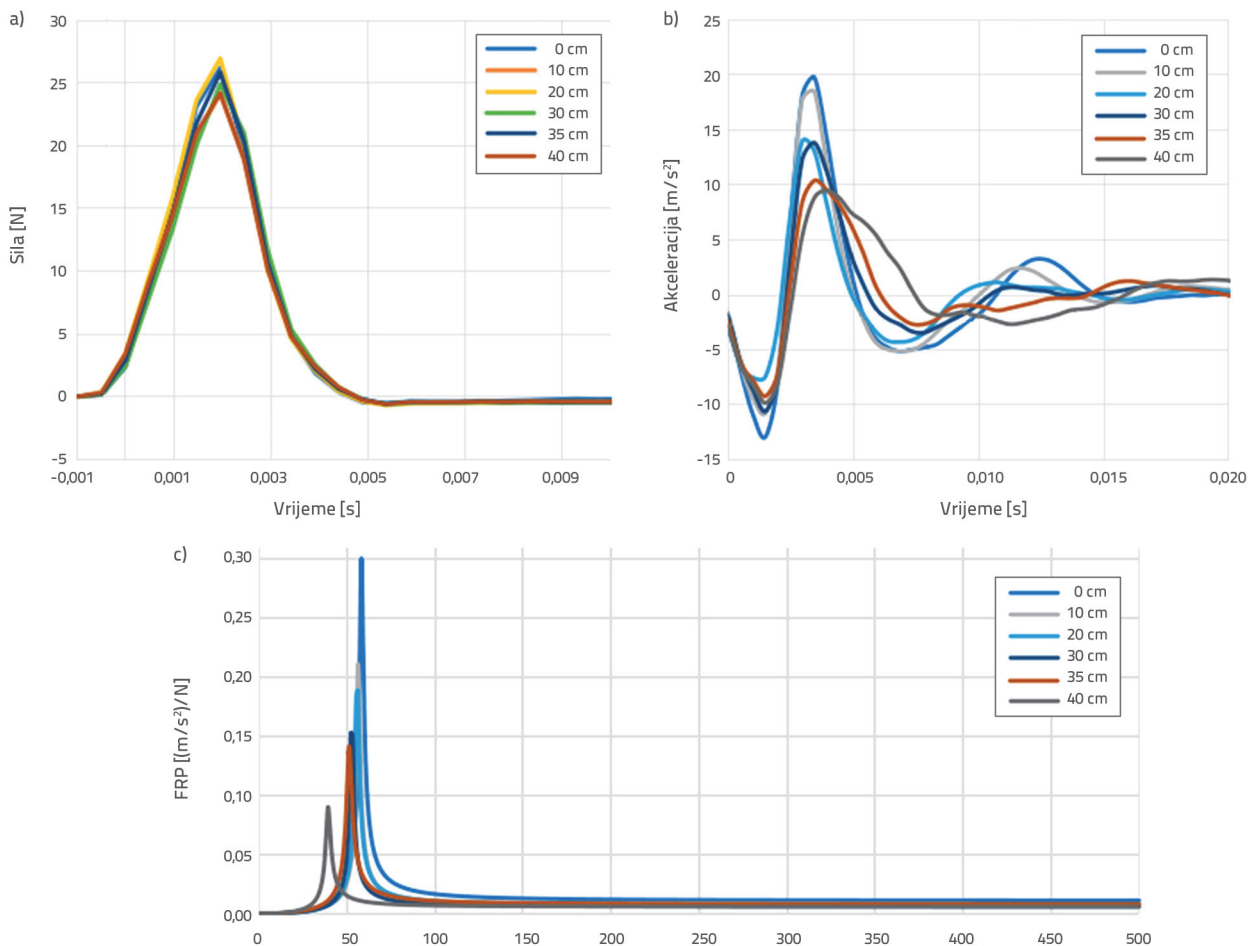 a)
30
25
20
15
10
5
0
-5
Sila [N]
-0,001
0,001
0,003
0,005
0,007
0,009
Vrijeme [s]
0 cm
10 cm
20 cm
30 cm
35 cm
40 cm
b)
25
20
15
10
5
0
-5
-10
-15
Akceleracija [m/s²]
0
0,005
0,010
0,015
0,020
Vrijeme [s]
0 cm
10 cm
20 cm
30 cm
35 cm
40 cm
c)
0,30
0,25
0,20
0,15
0,10
0,05
0,00
FRP [(m/s²)/N]
0
50
100
150
200
250
300
350
400
450
500
0 cm
10 cm
20 cm
30 cm
35 cm
40 cm